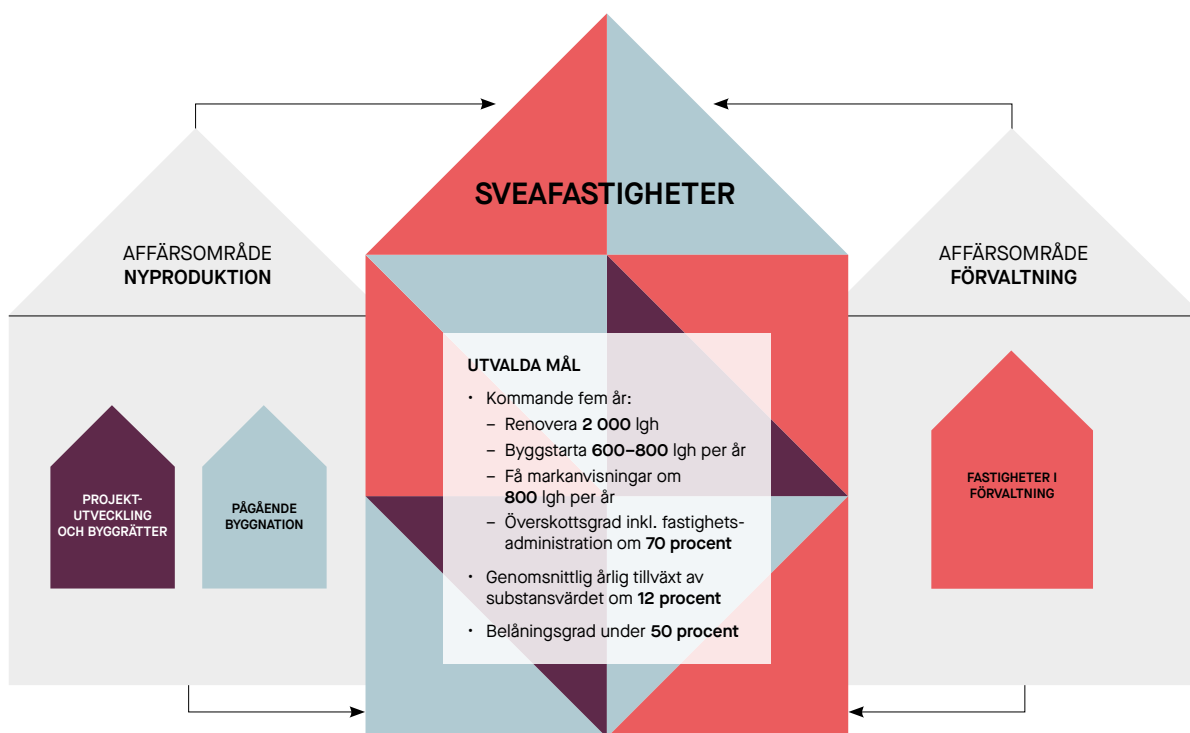 SVEAFASTIGHETER
AFFÄRSOMRÅDE
NYPRODUKTION
PROJEKT-
UTVECKLING
OCH BYGGRÄTTER
PÅGÅENDE
BYGGNATION
UTVALDA MÅL
• Kommande fem år:
– Renovera 2 000 lgh
– Byggstarta 600–800 lgh per år
– Få markanvisningar om
800 lgh per år
– Överskottsgrad inkl. fastighets-
administration om 70 procent
• Genomsnittlig årlig tillväxt av
substansvärdet om 12 procent
• Belåningsgrad under 50 procent
AFFÄRSOMRÅDE
FÖRVALTNING
FASTIGHETER I
FÖRVALTNING